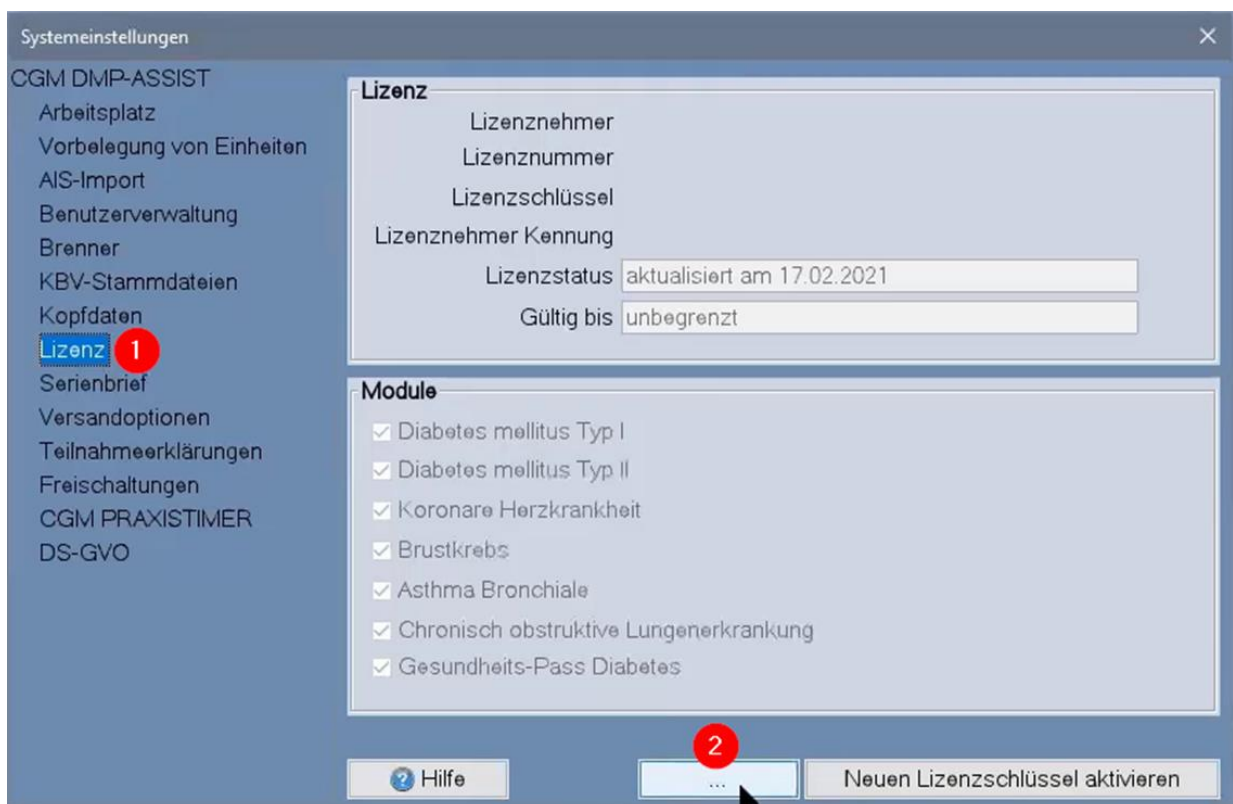 Systemeinstellungen
CGM DMP-ASSIST
Arbeitsplatz
Vorbelegung von Einheiten
AIS-Import
Benutzerverwaltung
Brenner
KBV-Stammdateien
Kopfdaten
Lizenz 1
Serienbrief
Versandoptionen
Teilnahmeerklärungen
Freischaltungen
CGM PRAXISTIMER
DS-GVO
Lizenz
Lizenznehmer
Lizenznummer
Lizenzschlüssel
Lizenznehmer Kennung
Lizenzstatus aktualisiert am 17.02.2021
Gültig bis unbegrenzt
Module
Diabetes mellitus Typ I
Diabetes mellitus Typ II
Koronare Herzkrankheit
Brustkrebs
Asthma Bronchiale
Chronisch obstruktive Lungenerkrankung
Gesundheits-Pass Diabetes
2
Hilfe ... Neuen Lizenzschlüssel aktivieren